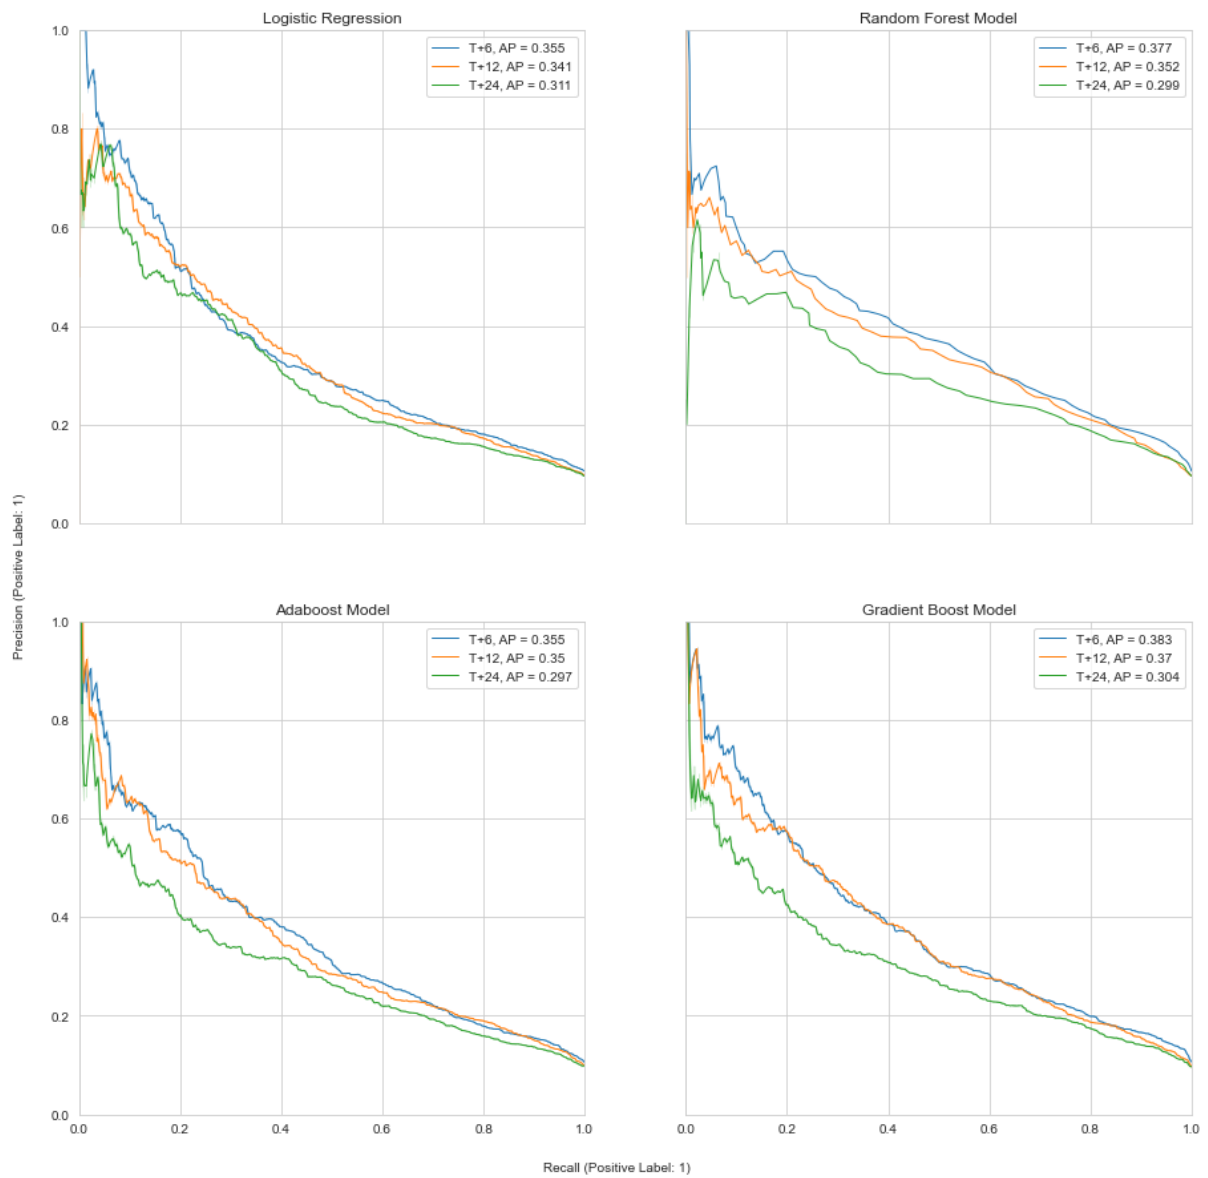 Logistic Regression
1.0
0.8
0.6
0.4
0.2
0.0
T+6, AP = 0.355
T+12, AP = 0.341
T+24, AP = 0.311
Random Forest Model
T+6, AP = 0.377
T+12, AP = 0.352
T+24, AP = 0.299
Precision (Positive Label: 1)
Adaboost Model
1.0
0.8
0.6
0.4
0.2
0.0
T+6, AP = 0.355
T+12, AP = 0.35
T+24, AP = 0.297
0.0 0.2 0.4 0.6 0.8 1.0
Gradient Boost Model
T+6, AP = 0.383
T+12, AP = 0.37
T+24, AP = 0.304
0.0 0.2 0.4 0.6 0.8 1.0
Recall (Positive Label: 1)